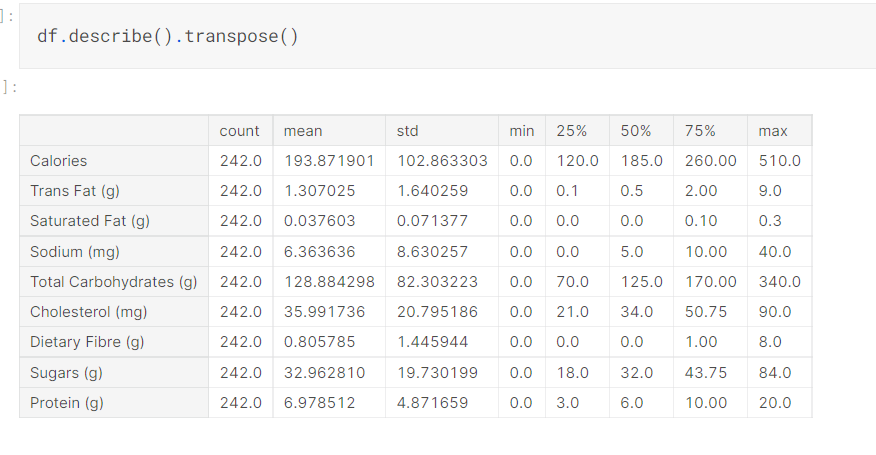 ]:
df.describe().transpose()
]:
count mean std min 25% 50% 75% max
Calories 242.0 193.871901 102.863303 0.0 120.0 185.0 260.00 510.0
Trans Fat (g) 242.0 1.307025 1.640259 0.0 0.1 0.5 2.00 9.0
Saturated Fat (g) 242.0 0.037603 0.071377 0.0 0.0 0.0 0.10 0.3
Sodium (mg) 242.0 6.363636 8.630257 0.0 0.0 5.0 10.00 40.0
Total Carbohydrates (g) 242.0 128.884298 82.303223 0.0 70.0 125.0 170.00 340.0
Cholesterol (mg) 242.0 35.991736 20.795186 0.0 21.0 34.0 50.75 90.0
Dietary Fibre (g) 242.0 0.805785 1.445944 0.0 0.0 0.0 1.00 8.0
Sugars (g) 242.0 32.962810 19.730199 0.0 18.0 32.0 43.75 84.0
Protein (g) 242.0 6.978512 4.871659 0.0 3.0 6.0 10.00 20.0